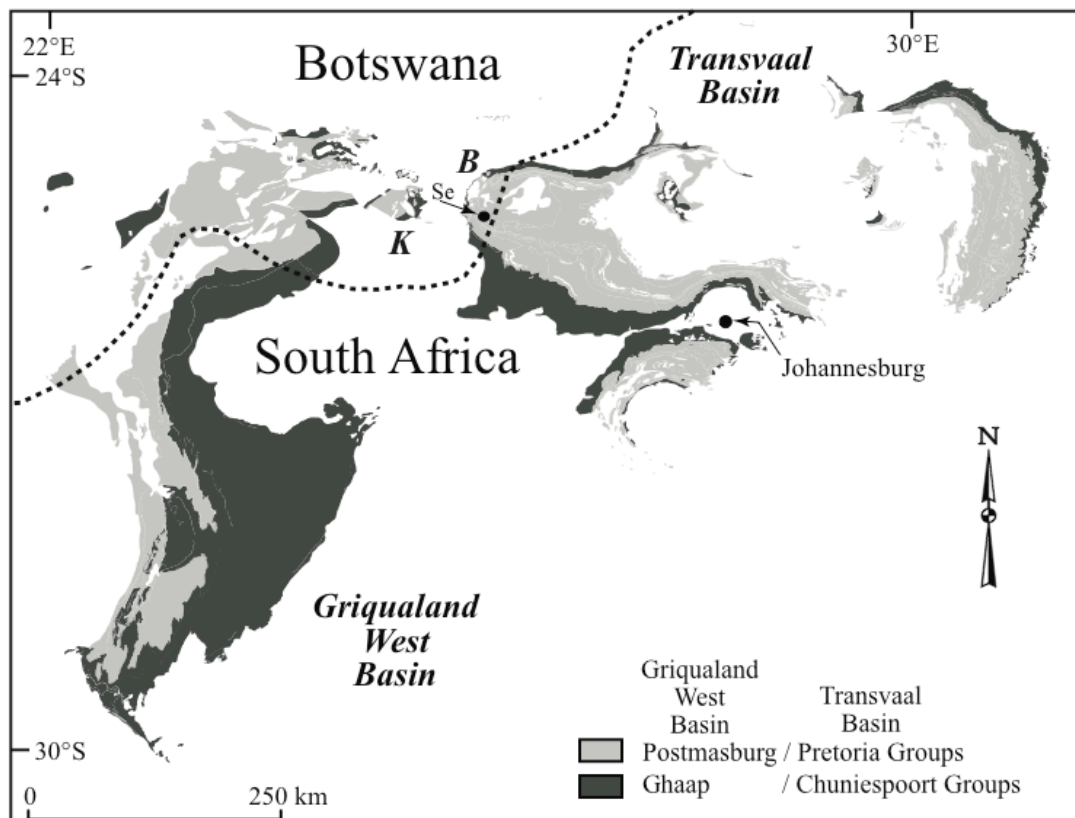 22°E
30°E
24°S
Botswana
Transvaal
Basin
B
Se
K
South Africa
Johannesburg
N
Griqualand
West
Basin
Griqualand
West
Basin
Transvaal
Basin
Postmasburg / Pretoria Groups
Ghaap / Chuniespoort Groups
30°S
0 250 km